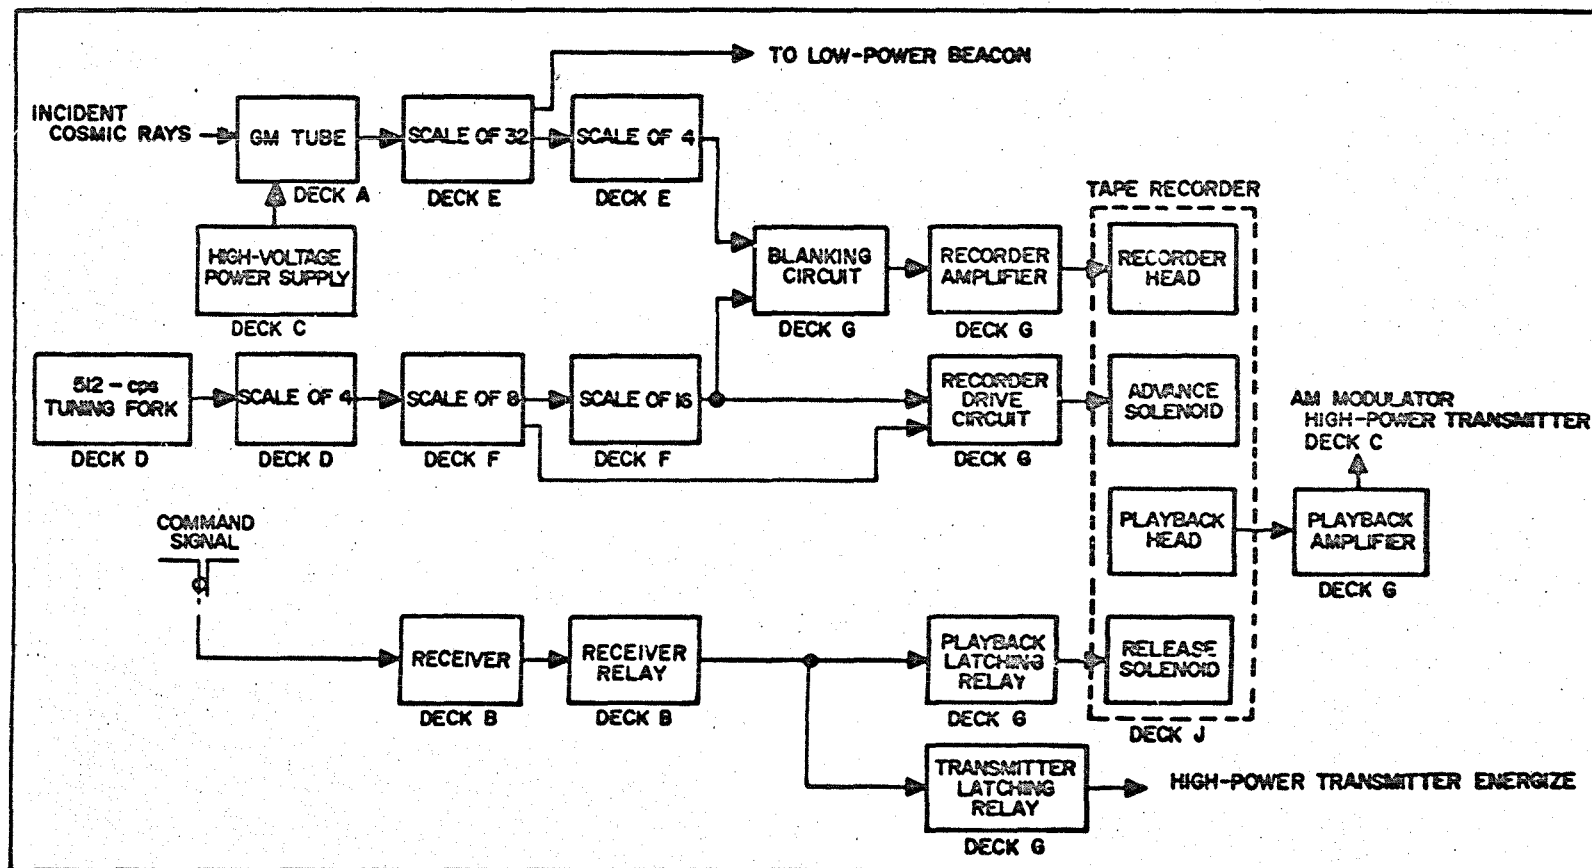 TO LOW-POWER BEACON
INCIDENT
COSMIC RAYS
GM TUBE
DECK A
SCALE OF 32
DECK E
SCALE OF 4
DECK E
HIGH-VOLTAGE
POWER SUPPLY
DECK C
BLANKING
CIRCUIT
DECK G
RECORDER
AMPLIFIER
DECK G
TAPE RECORDER
RECORDER
HEAD
512-cps
TUNING FORK
DECK D
SCALE OF 4
DECK D
SCALE OF 8
DECK F
SCALE OF 16
DECK F
RECORDER
DRIVE
CIRCUIT
DECK G
ADVANCE
SOLENOID
AM MODULATOR
HIGH-POWER TRANSMITTER
DECK C
PLAYBACK
HEAD
PLAYBACK
AMPLIFIER
DECK G
COMMAND
SIGNAL
RECEIVER
DECK B
RECEIVER
RELAY
DECK B
PLAYBACK
LATCHING
RELAY
DECK G
RELEASE
SOLENOID
DECK J
TRANSMITTER
LATCHING
RELAY
DECK G
HIGH-POWER TRANSMITTER ENERGIZE